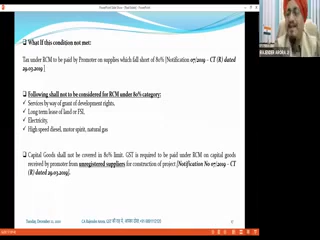 What If this condition not met:
Tax under RCM to be paid by Promoter on supplies which fall short of 80% [Notification 07/2019 - CT (R) dated
29.03.2019 ]
Following shall not to be considered for RCM under 80% category:
Services by way of grant of development rights,
Long term lease of land or FSI,
Electricity,
High speed diesel, motor spirit, natural gas
Capital Goods shall not be covered in 80% limit. GST is required to be paid under RCM on capital goods
received by promoter from unregistered suppliers for construction of project [Notification No 07/2019 - CT
(R) dated 29.03.2019].
Tuesday, December 22, 2020
17